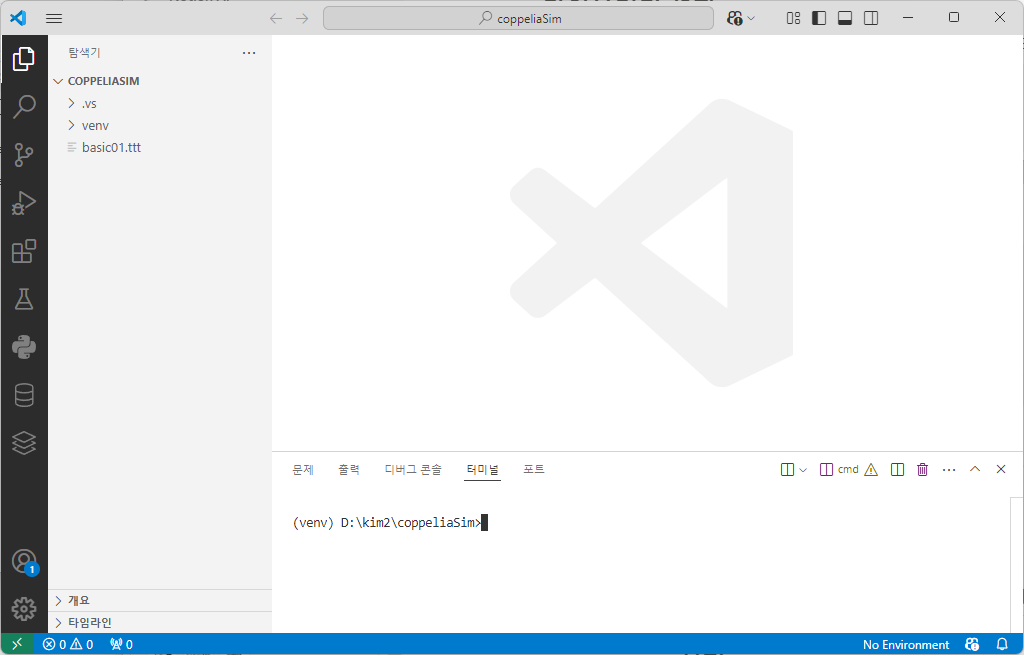 coppeliaSim
탐색기
COPPELIASIM
.vs
venv
basic01.ttt
개요
타임라인
문제 출력 디버그 콘솔 터미널 포트 cmd
(venv) D:\kim2\coppeliaSim>
1
0 0 0 No Environment